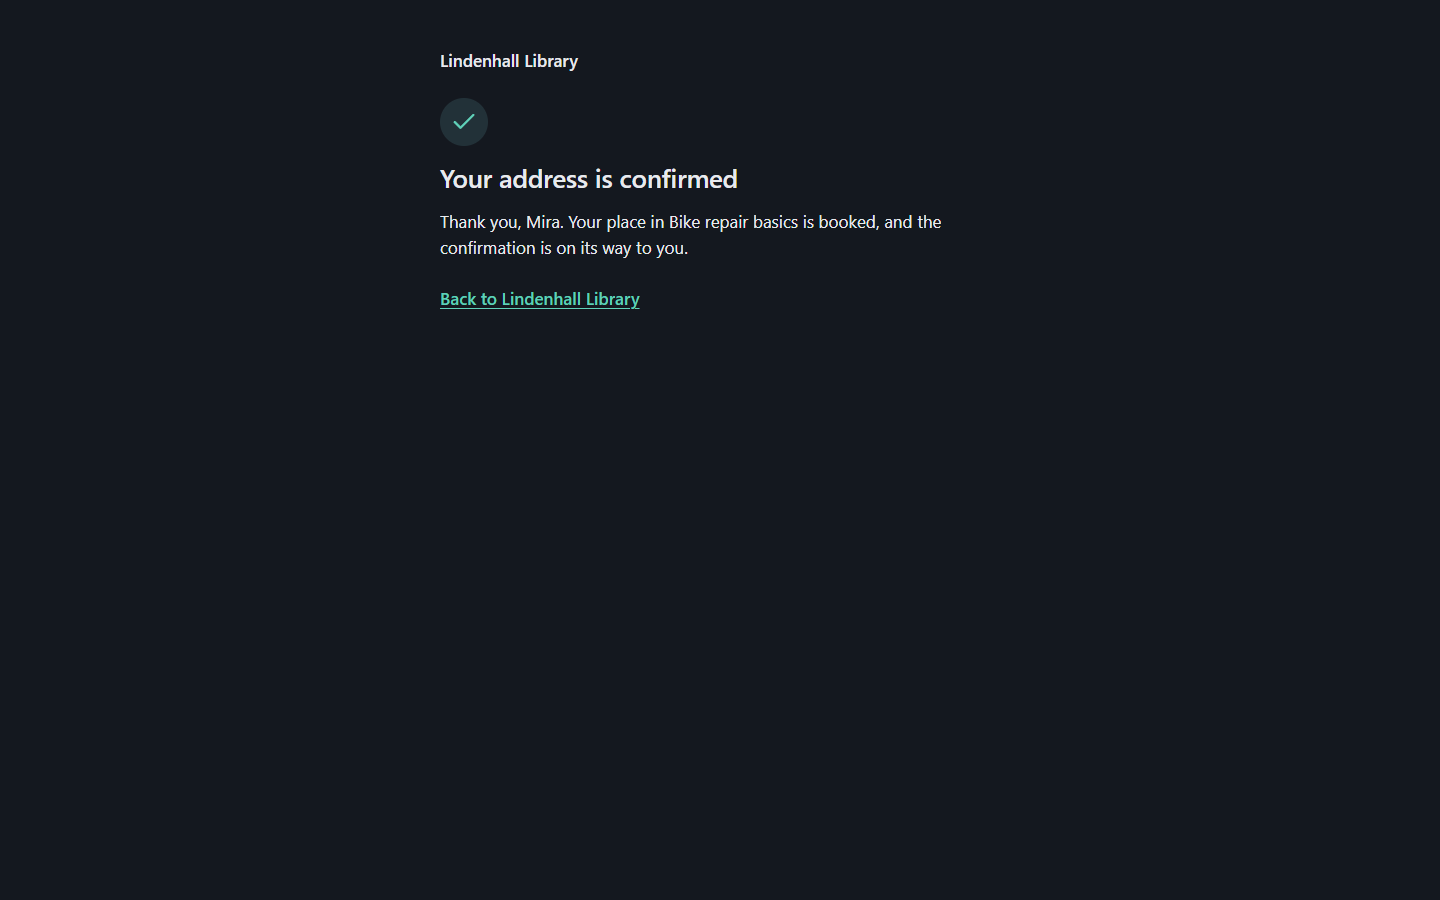 Lindenhall Library
Your address is confirmed
Thank you, Mira. Your place in Bike repair basics is booked, and the
confirmation is on its way to you.
Back to Lindenhall Library